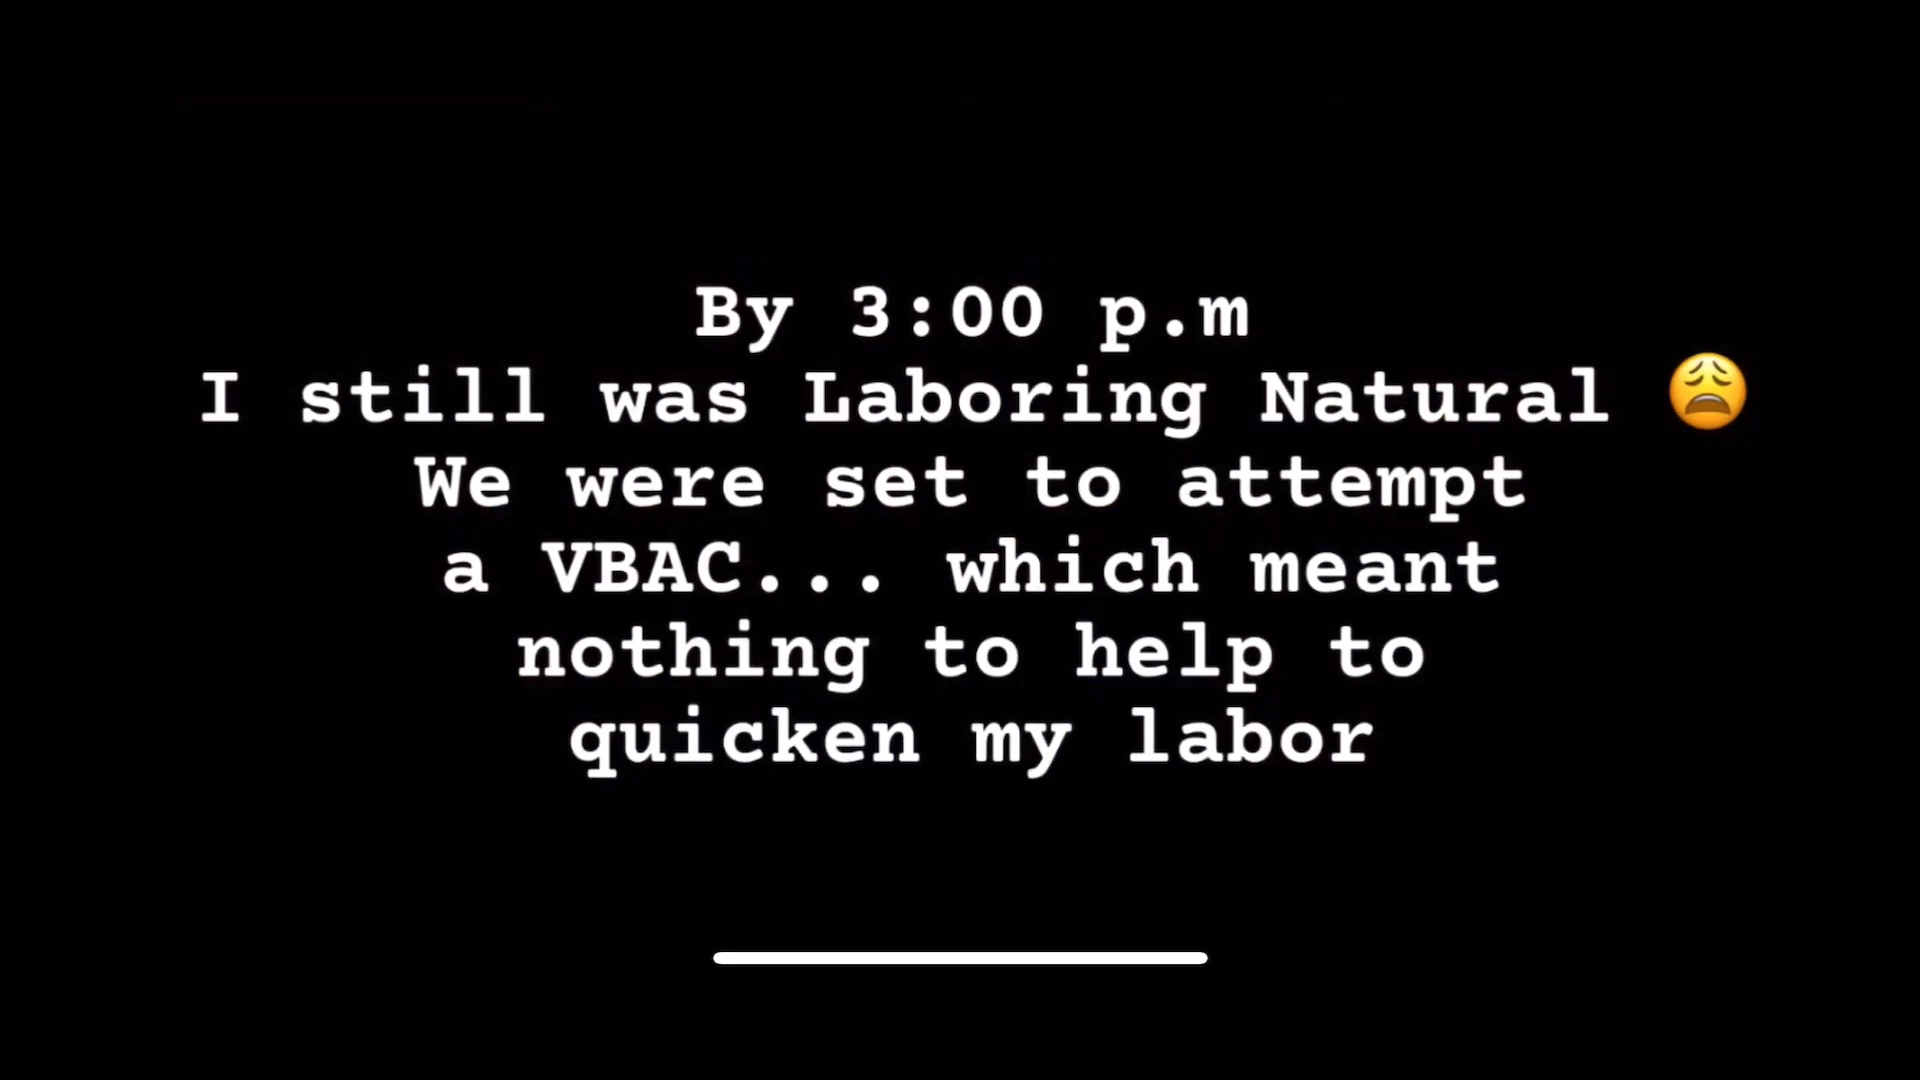 By 3:00 p.m
I still was Laboring Natural 😩
We were set to attempt
a VBAC... which meant
nothing to help to
quicken my labor